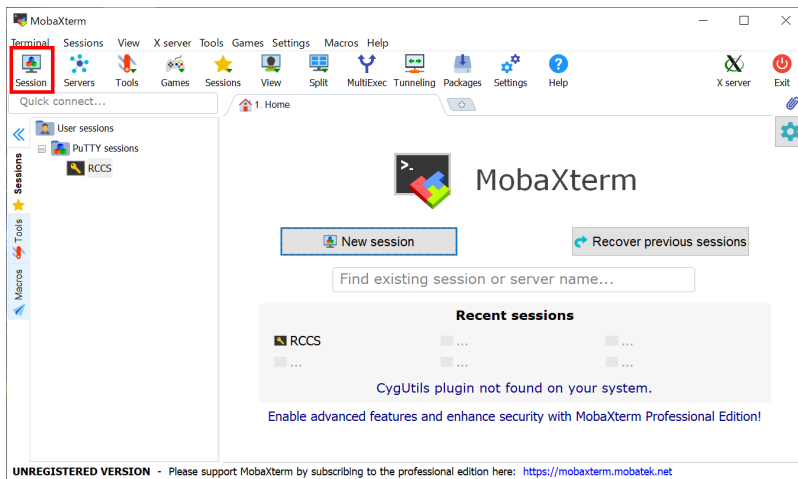 MobaXterm
Terminal Sessions View X server Tools Games Settings Macros Help
Session Servers Tools Games Sessions View Split MultiExec Tunneling Packages Settings Help X server Exit
Quick connect...
1. Home
User sessions
PuTTY sessions
RCCS
Sessions
Tools
Macros
>_
MobaXterm
New session
Recover previous sessions
Find existing session or server name...
Recent sessions
RCCS ... ...
... ... ...
CygUtils plugin not found on your system.
Enable advanced features and enhance security with MobaXterm Professional Edition!
UNREGISTERED VERSION - Please support MobaXterm by subscribing to the professional edition here: https://mobaxterm.mobatek.net